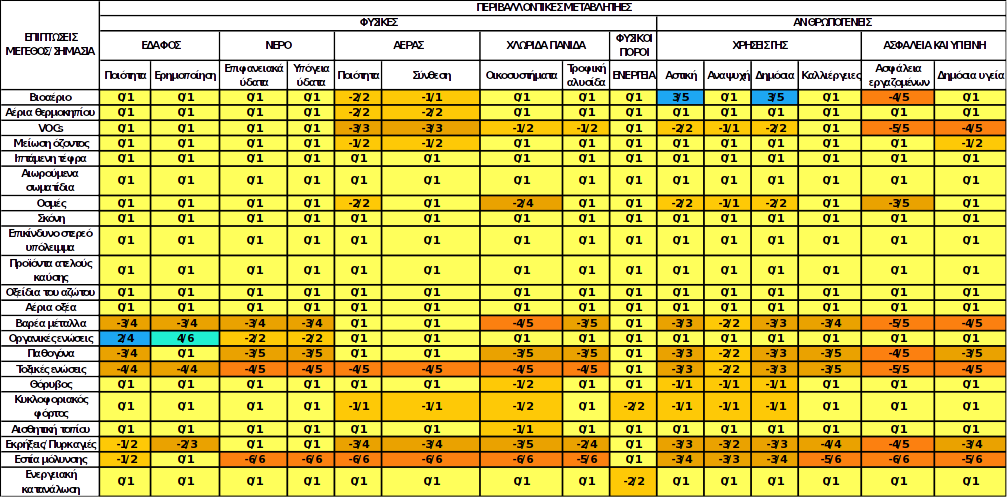 ΠΕΡΙΒΑΛΛΟΝΤΙΚΕΣ ΜΕΤΑΒΛΗΤΗΣ
ΕΠΙΠΤΩΣΕΙΣ ΜΕΓΕΘΟΣ/ ΣΗΜΑΣΙΑ ΦΥΣΙΚΕΣ ΑΝΘΡΩΠΟΓΕΝΕΙΣ
ΕΔΑΦΟΣ ΝΕΡΟ ΑΕΡΑΣ ΧΛΩΡΙΔΑ ΠΑΝΙΔΑ ΦΥΣΙΚΟΙ ΠΟΡΟΙ ΧΡΗΣΕΙΣ ΓΗΣ ΑΣΦΑΛΕΙΑ ΚΑΙ ΥΓΙΕΙΝΗ
Ποιότητα Ερημοποίηση Επιφανειακά ύδατα Υπόγεια ύδατα Ποιότητα Σύνθεση Οικοσυστήματα Τροφική αλυσίδα ΕΝΕΡΓΕΙΑ Αστική Αναψυχή Δημόσια Καλλιέργειες Ασφάλεια εργαζομένων Δημόσια υγεία
Βιοαέριο 0/1 0/1 0/1 0/1 -2/2 -1/1 0/1 0/1 0/1 3/5 0/1 3/5 0/1 -4/5 0/1
Αέρια θερμοκηπίου 0/1 0/1 0/1 0/1 -2/2 -2/2 0/1 0/1 0/1 0/1 0/1 0/1 0/1 0/1 0/1
VOCs 0/1 0/1 0/1 0/1 -3/3 -3/3 -1/2 -1/2 0/1 -2/2 -1/1 -2/2 0/1 -5/5 -4/5
Μείωση όζοντος 0/1 0/1 0/1 0/1 -1/2 -1/2 0/1 0/1 0/1 0/1 0/1 0/1 0/1 0/1 -1/2
Ιπτάμενη τέφρα 0/1 0/1 0/1 0/1 0/1 0/1 0/1 0/1 0/1 0/1 0/1 0/1 0/1 0/1 0/1
Αιωρούμενα σωματίδια 0/1 0/1 0/1 0/1 0/1 0/1 0/1 0/1 0/1 0/1 0/1 0/1 0/1 0/1 0/1
Οσμές 0/1 0/1 0/1 0/1 -2/2 0/1 -2/4 0/1 0/1 -2/2 -1/1 -2/2 0/1 -3/5 0/1
Σκόνη 0/1 0/1 0/1 0/1 0/1 0/1 0/1 0/1 0/1 0/1 0/1 0/1 0/1 0/1 0/1
Επικίνδυνο στερεό υπόλειμμα 0/1 0/1 0/1 0/1 0/1 0/1 0/1 0/1 0/1 0/1 0/1 0/1 0/1 0/1 0/1
Προϊόντα ατελούς καύσης 0/1 0/1 0/1 0/1 0/1 0/1 0/1 0/1 0/1 0/1 0/1 0/1 0/1 0/1 0/1
Οξείδια του αζώτου 0/1 0/1 0/1 0/1 0/1 0/1 0/1 0/1 0/1 0/1 0/1 0/1 0/1 0/1 0/1
Αέρια οξέα 0/1 0/1 0/1 0/1 0/1 0/1 0/1 0/1 0/1 0/1 0/1 0/1 0/1 0/1 0/1
Βαρέα μέταλλα -3/4 -3/4 -3/4 -3/4 0/1 0/1 -4/5 -3/5 0/1 -3/3 -2/2 -3/3 -3/4 -5/5 -4/5
Οργανικές ενώσεις 2/4 4/6 -2/2 -2/2 0/1 0/1 0/1 0/1 0/1 0/1 0/1 0/1 0/1 0/1 0/1
Παθογόνα -3/4 0/1 -3/5 -3/5 0/1 0/1 -3/5 -3/5 0/1 -3/3 -2/2 -3/3 -3/5 -4/5 -3/5
Τοξικές ενώσεις -4/4 -4/4 -4/5 -4/5 -4/5 -4/5 -4/5 -4/5 0/1 -3/3 -2/2 -3/3 -3/5 -5/5 -4/5
Θόρυβος 0/1 0/1 0/1 0/1 0/1 0/1 -1/2 0/1 0/1 -1/1 -1/1 -1/1 0/1 0/1 0/1
Κυκλοφοριακός φόρτος 0/1 0/1 0/1 0/1 -1/1 -1/1 -1/2 0/1 -2/2 -1/1 -1/1 -1/1 0/1 0/1 0/1
Αισθητική τοπίου 0/1 0/1 0/1 0/1 0/1 0/1 -1/1 0/1 0/1 0/1 0/1 0/1 0/1 0/1 0/1
Εκρήξεις/ Πυρκαγιές -1/2 -2/3 0/1 0/1 -3/4 -3/4 -3/5 -2/4 0/1 -3/3 -3/2 -3/3 -4/4 -4/5 -3/4
Εστία μόλυνσης -1/2 0/1 -6/6 -6/6 -6/6 -6/6 -6/6 -5/6 0/1 -3/4 -3/3 -3/4 -5/6 -6/6 -5/6
Ενεργειακή κατανάλωση 0/1 0/1 0/1 0/1 0/1 0/1 0/1 0/1 -2/2 0/1 0/1 0/1 0/1 0/1 0/1